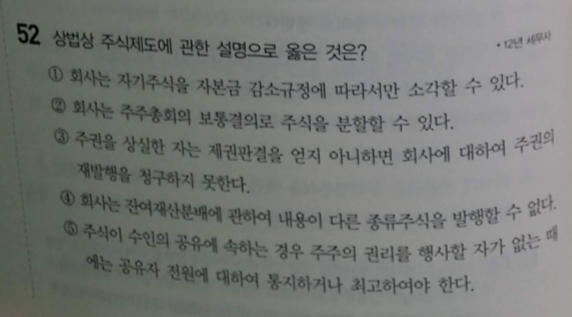 52 상법상 주식제도에 관한 설명으로 옳은 것은?
• 12년 세무사
① 회사는 자기주식을 자본금 감소규정에 따라서만 소각할 수 있다.
② 회사는 주주총회의 보통결의로 주식을 분할할 수 있다.
③ 주권을 상실한 자는 제권판결을 얻지 아니하면 회사에 대하여 주권의
재발행을 청구하지 못한다.
④ 회사는 잔여재산분배에 관하여 내용이 다른 종류주식을 발행할 수 없다.
⑤ 주식이 수인의 공유에 속하는 경우 주주의 권리를 행사할 자가 없는 때
에는 공유자 전원에 대하여 통지하거나 최고하여야 한다.